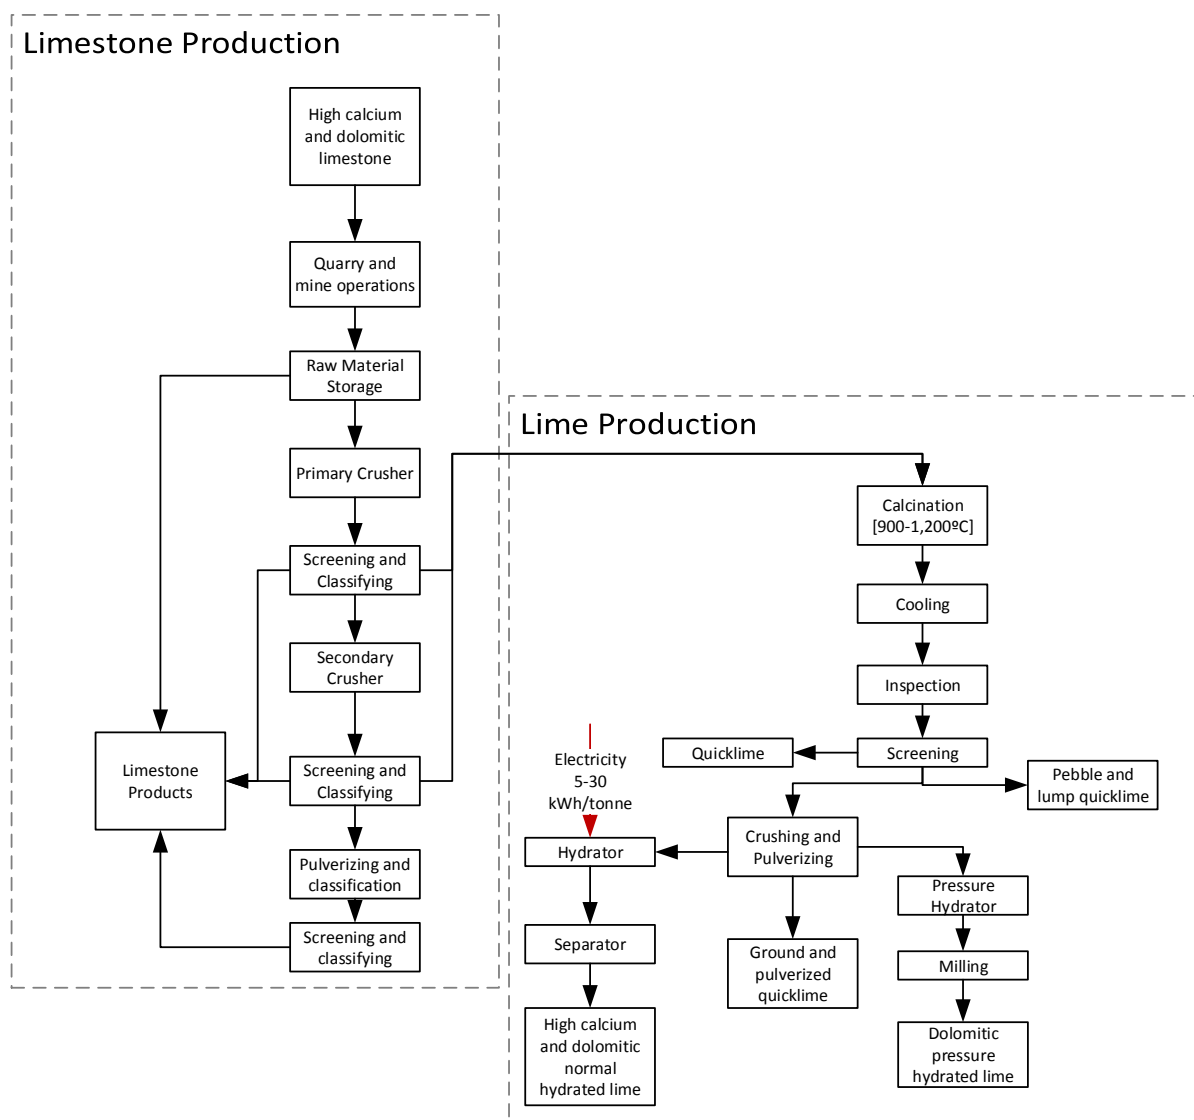 Limestone Production
High calcium
and dolomitic
limestone
Quarry and
mine operations
Raw Material
Storage
Primary Crusher
Screening and
Classifying
Secondary
Crusher
Limestone
Products
Screening and
Classifying
Pulverizing and
classification
Screening and
classifying
Lime Production
Calcination
[900-1,200ºC]
Cooling
Inspection
Screening
Quicklime
Pebble and
lump quicklime
Electricity
5-30
kWh/tonne
Hydrator
Crushing and
Pulverizing
Pressure
Hydrator
Separator
Ground and
pulverized
quicklime
Milling
High calcium
and dolomitic
normal
hydrated lime
Dolomitic
pressure
hydrated lime